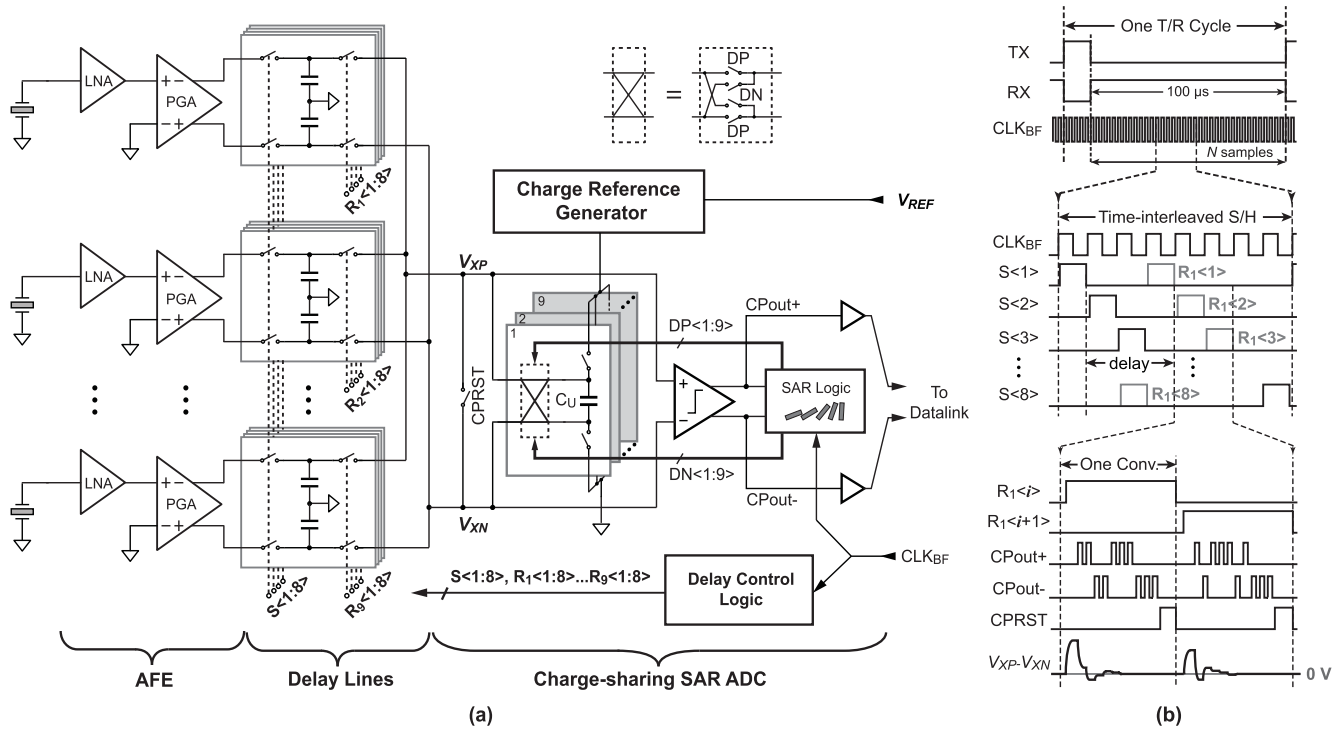 LNA
+ −
PGA
− +
R1<1:8>
LNA
+ −
PGA
− +
R2<1:8>
LNA
+ −
PGA
− +
S<1:8>
R9<1:8>
DP
DN
DP
=
Charge Reference
Generator
VREF
VXP
VXN
CPRST
9
2
1
CU
DP<1:9>
DN<1:9>
+
−
CPout+
CPout-
SAR Logic
To
Datalink
CLKBF
S<1:8>, R1<1:8>...R9<1:8>
Delay Control
Logic
AFE
Delay Lines
Charge-sharing SAR ADC
(a)
One T/R Cycle
TX
RX
100 μs
CLKBF
N samples
Time-interleaved S/H
CLKBF
S<1>
R1<1>
S<2>
R1<2>
S<3>
R1<3>
delay
S<8>
R1<8>
One Conv.
R1<i>
R1<i+1>
CPout+
CPout-
CPRST
VXP-VXN
0 V
(b)